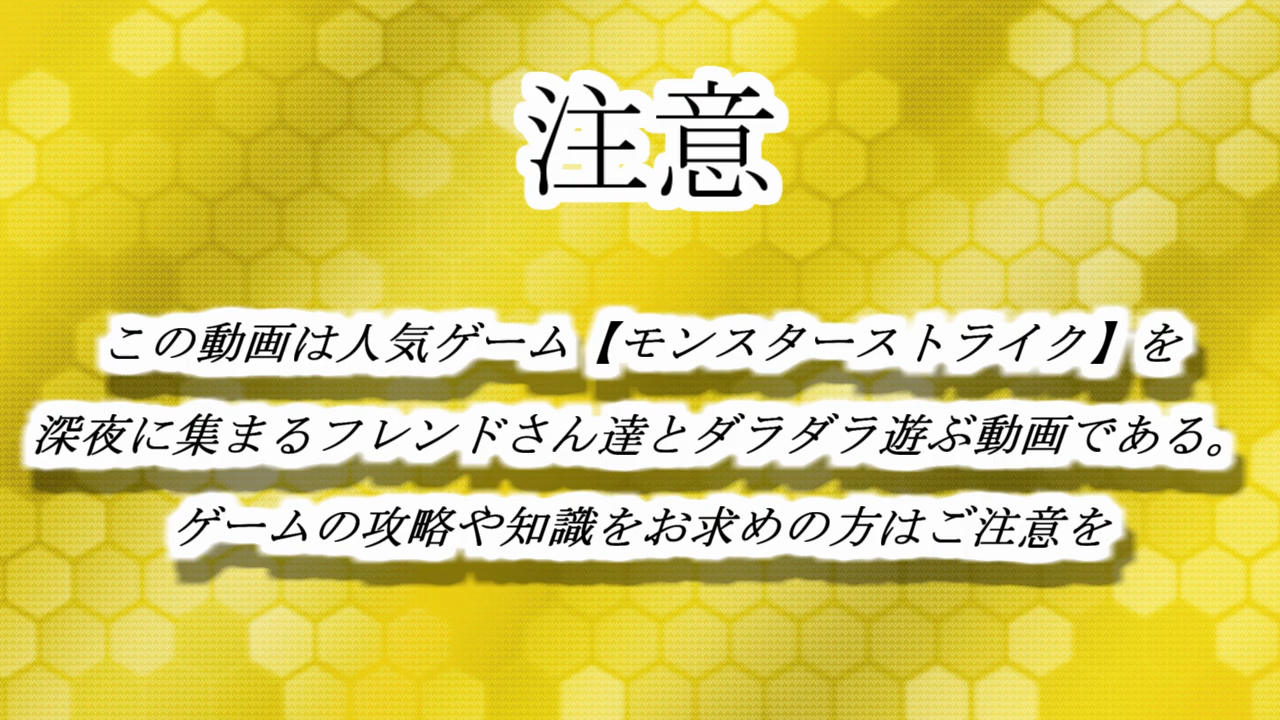 注意
この動画は人気ゲーム【モンスターストライク】を
深夜に集まるフレンドさん達とダラダラ遊ぶ動画である。
ゲームの攻略や知識をお求めの方はご注意を